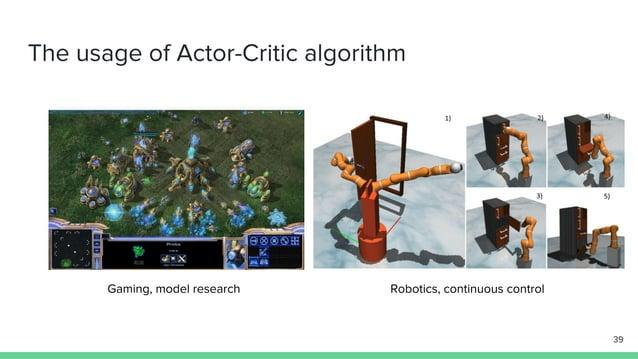 The usage of Actor-Critic algorithm
1)
2)
4)
3)
5)
Gaming, model research
Robotics, continuous control
39